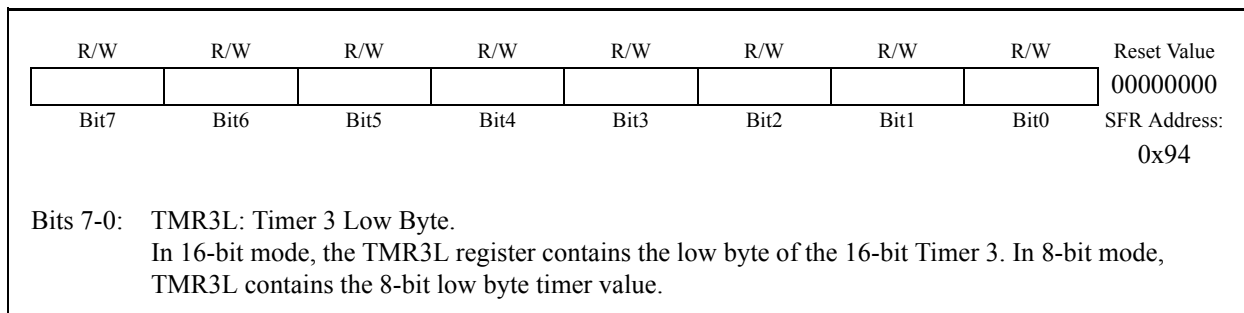 R/W R/W R/W R/W R/W R/W R/W R/W Reset Value
00000000
Bit7 Bit6 Bit5 Bit4 Bit3 Bit2 Bit1 Bit0 SFR Address:
0x94
Bits 7-0: TMR3L: Timer 3 Low Byte.
In 16-bit mode, the TMR3L register contains the low byte of the 16-bit Timer 3. In 8-bit mode,
TMR3L contains the 8-bit low byte timer value.